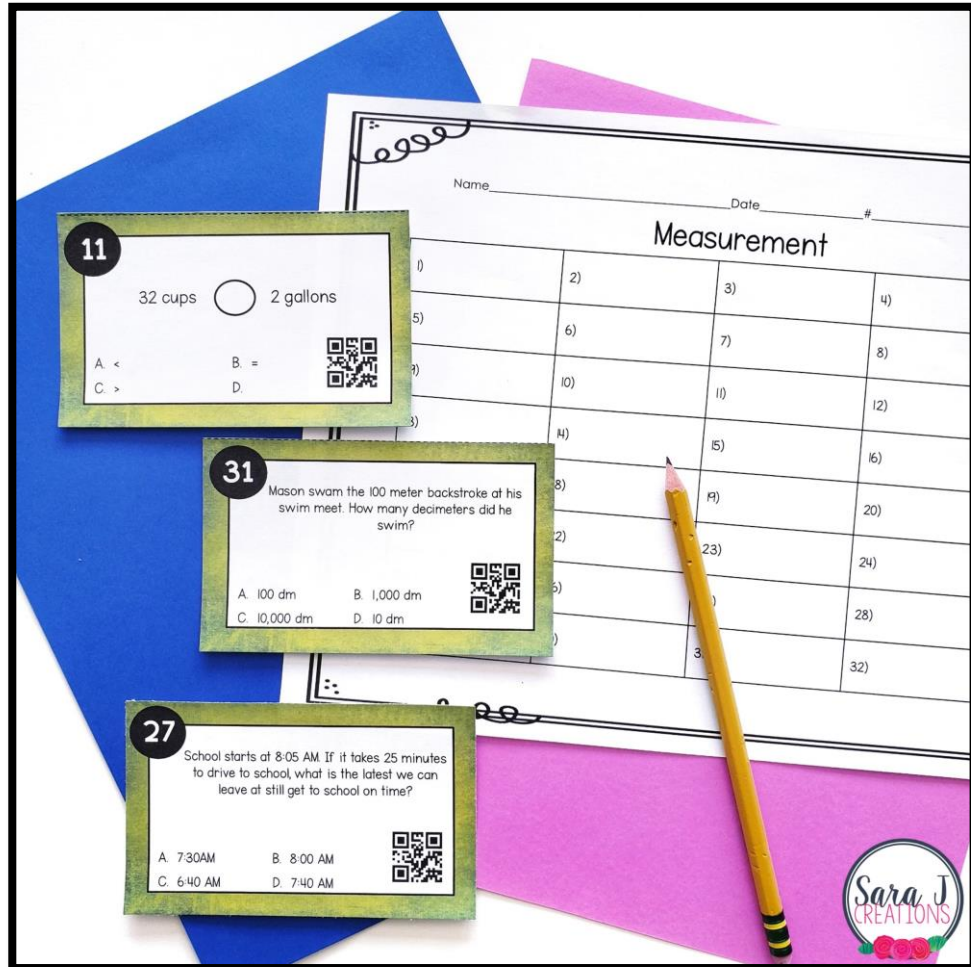 Name Date #
Measurement
1) 2) 3) 4)
5) 6) 7) 8)
10) 11) 12)
14) 15) 16)
19) 20)
23) 24)
28)
32)
11
32 cups 2 gallons
A. < B. =
C. > D.
31
Mason swam the 100 meter backstroke at his
swim meet. How many decimeters did he
swim?
A. 100 dm B. 1,000 dm
C. 10,000 dm D. 10 dm
27
School starts at 8:05 AM. If it takes 25 minutes
to drive to school, what is the latest we can
leave at still get to school on time?
A. 7:30AM B. 8:00 AM
C. 6:40 AM D. 7:40 AM
Sara J
CREATIONS